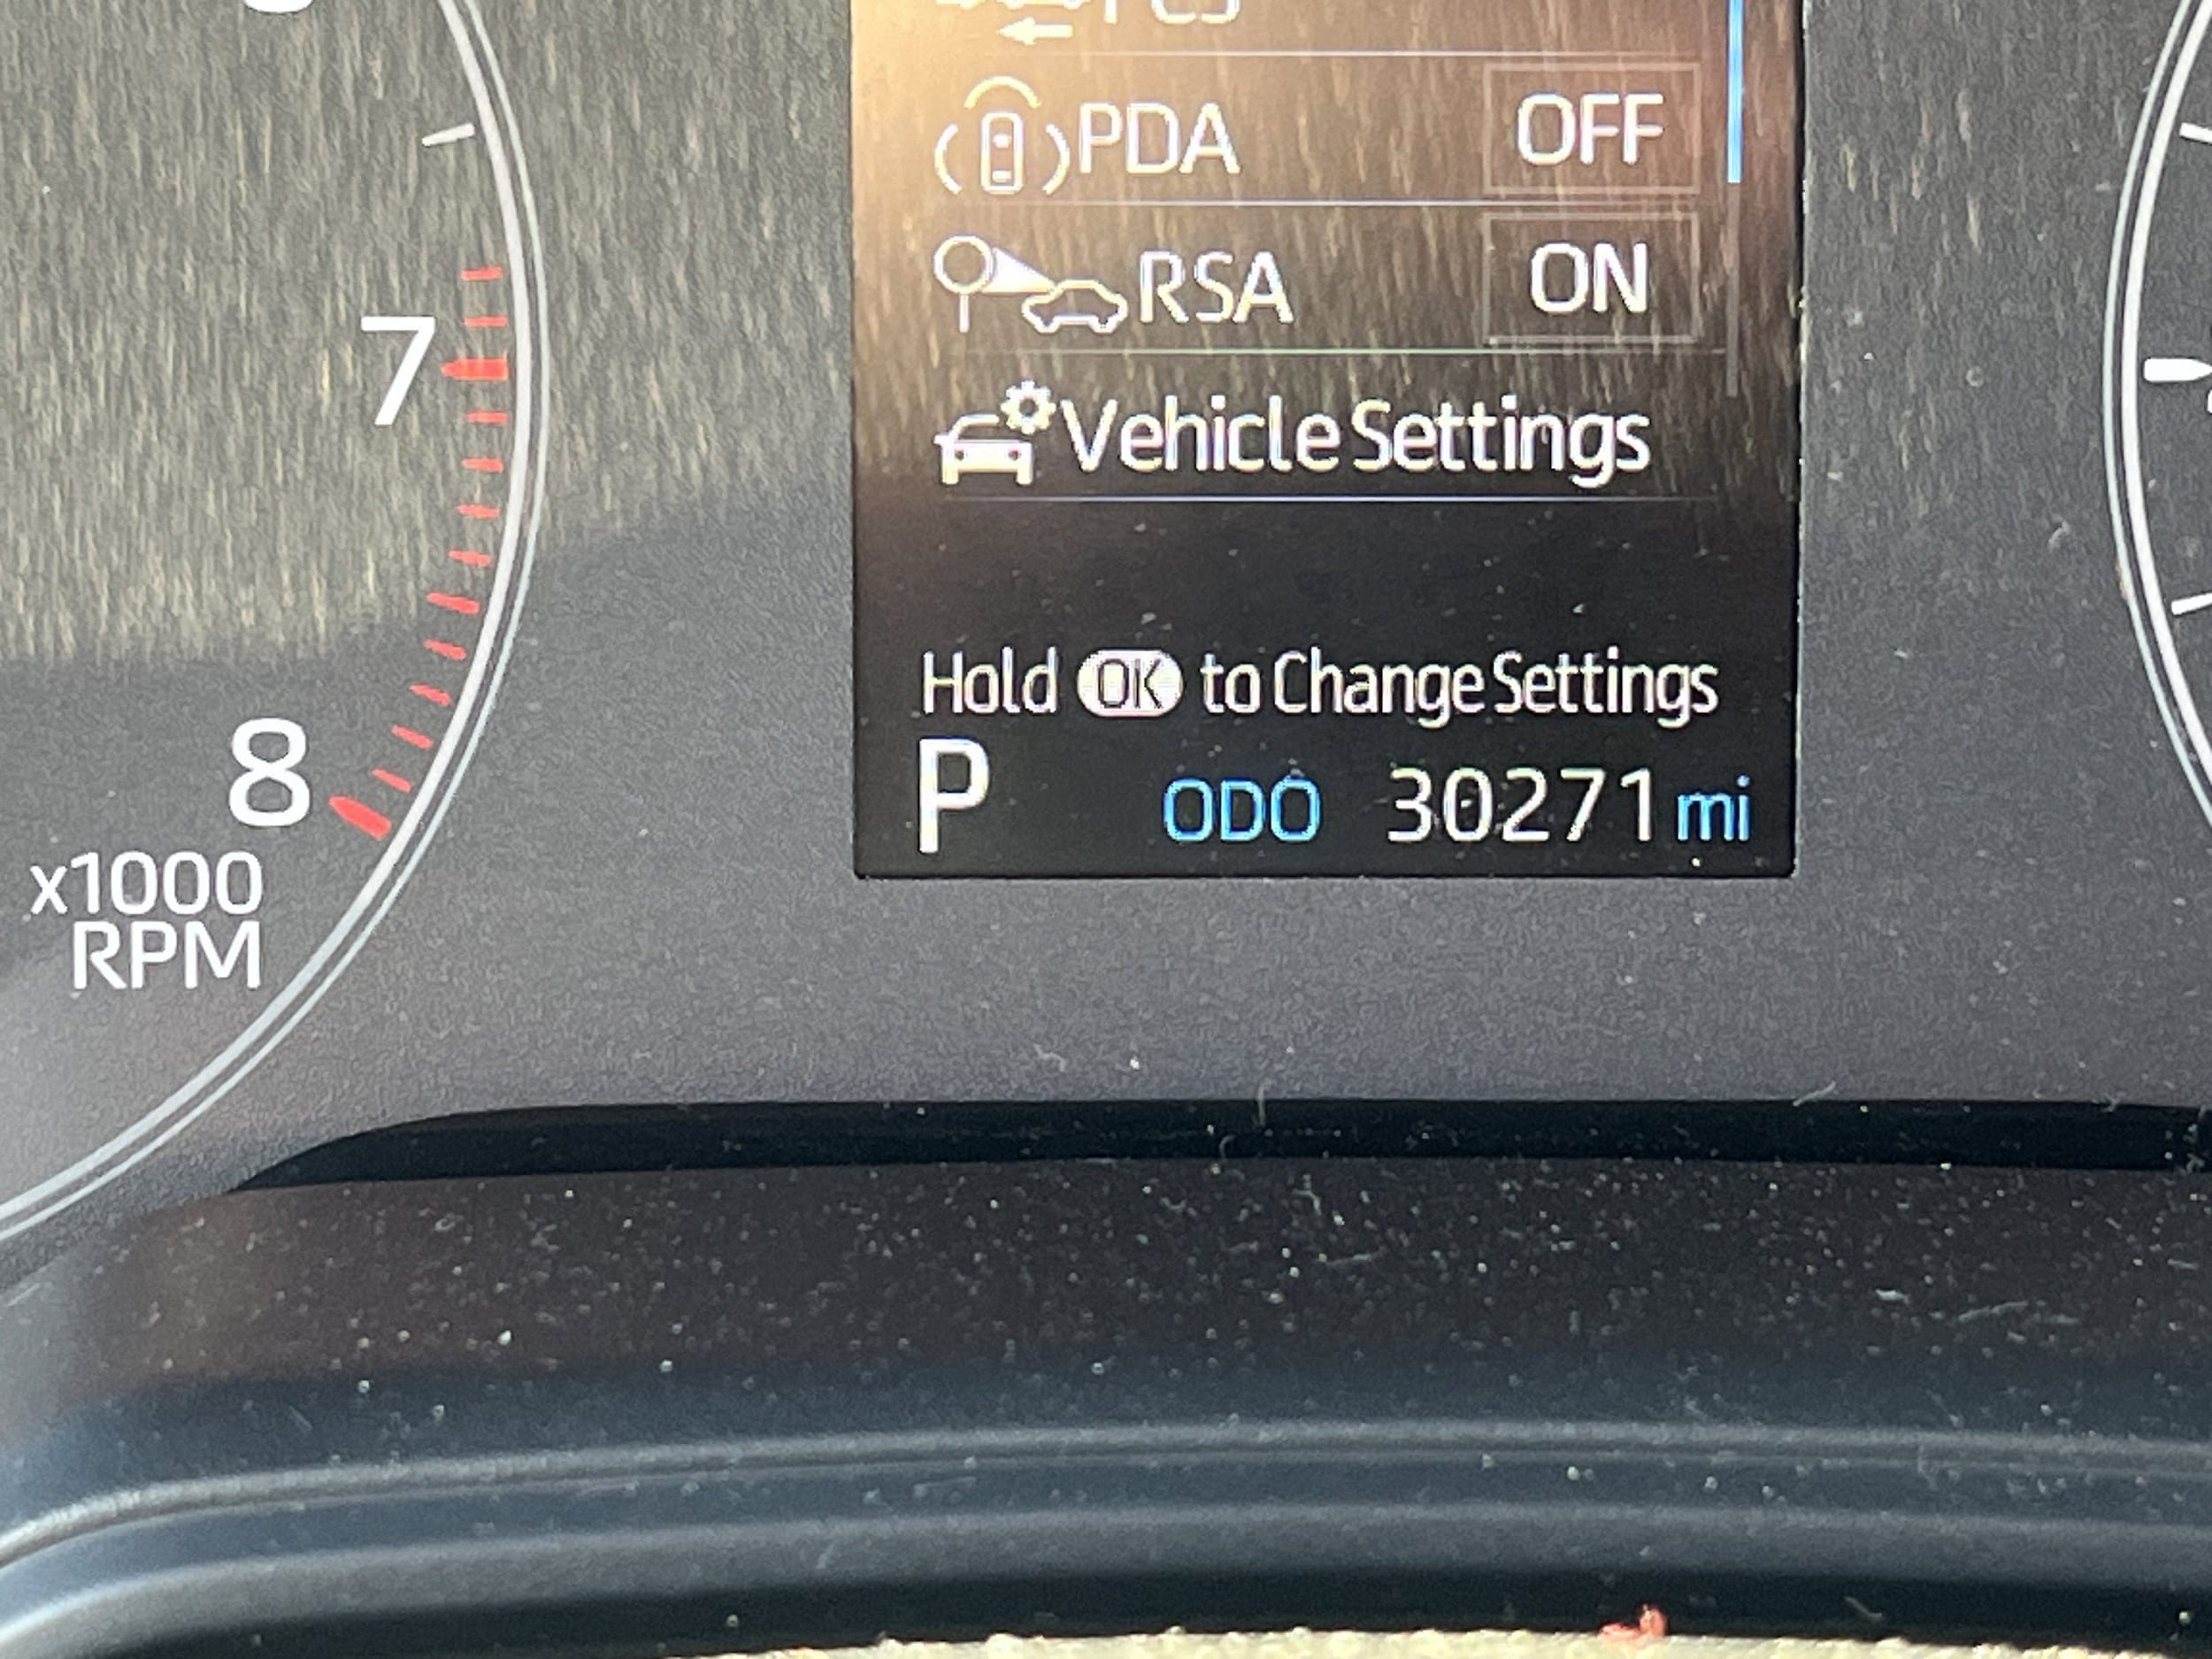 PDA OFF
RSA ON
Vehicle Settings
Hold OK to Change Settings
P ODO 30271 mi
7
8
x1000
RPM